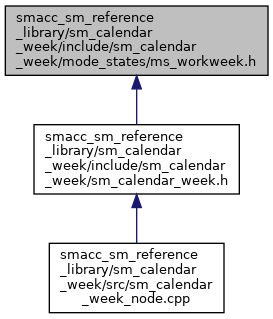 smacc_sm_reference
_library/sm_calendar
_week/include/sm_calendar
_week/mode_states/ms_workweek.h
smacc_sm_reference
_library/sm_calendar
_week/include/sm_calendar
_week/sm_calendar_week.h
smacc_sm_reference
_library/sm_calendar
_week/src/sm_calendar
_week_node.cpp